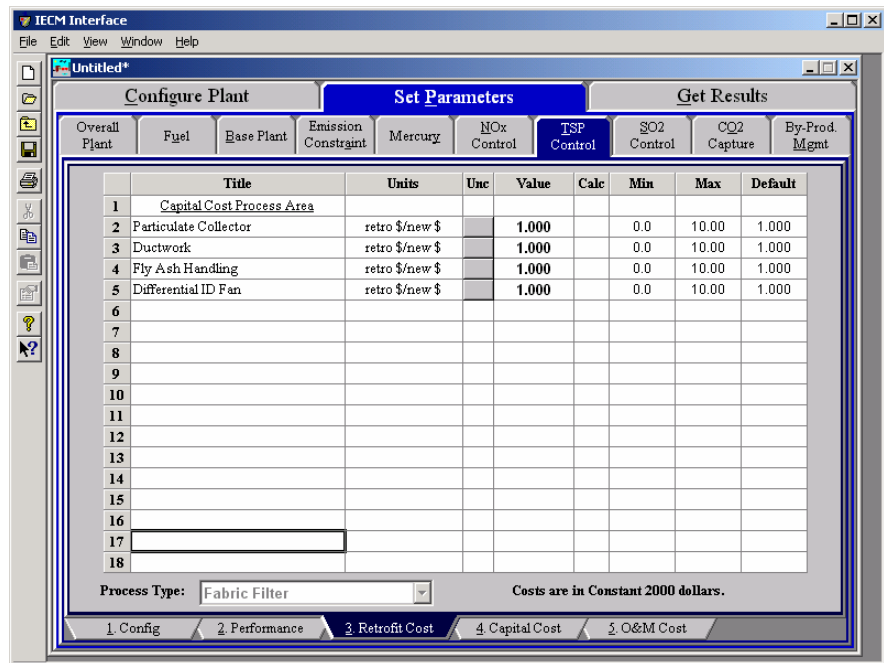 IECM Interface
File Edit View Window Help
Untitled*
Configure Plant Set Parameters Get Results
Overall Plant Fuel Base Plant Emission Constraint Mercury NOx Control TSP Control SO2 Control CO2 Capture By-Prod. Mgmt
Title Units Unc Value Calc Min Max Default
1 Capital Cost Process Area
2 Particulate Collector retro $/new $ 1.000 0.0 10.00 1.000
3 Ductwork retro $/new $ 1.000 0.0 10.00 1.000
4 Fly Ash Handling retro $/new $ 1.000 0.0 10.00 1.000
5 Differential ID Fan retro $/new $ 1.000 0.0 10.00 1.000
6
7
8
9
10
11
12
13
14
15
16
17
18
Process Type: Fabric Filter Costs are in Constant 2000 dollars.
1. Config 2. Performance 3. Retrofit Cost 4. Capital Cost 5. O&M Cost